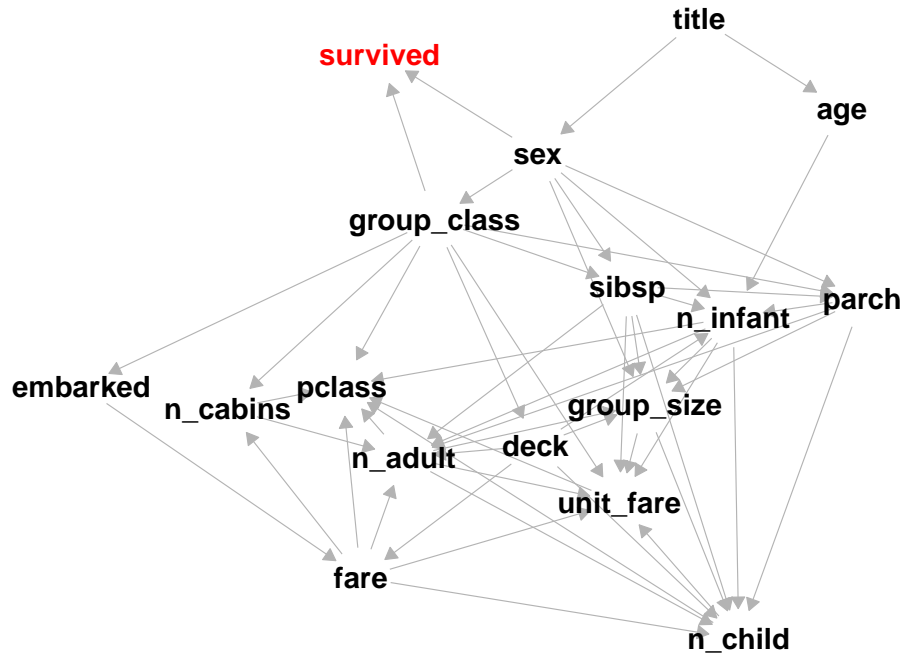 title
survived
age
sex
group_class
sibsp
parch
n_infant
embarked
pclass
n_cabins
group_size
deck
n_adult
unit_fare
fare
n_child